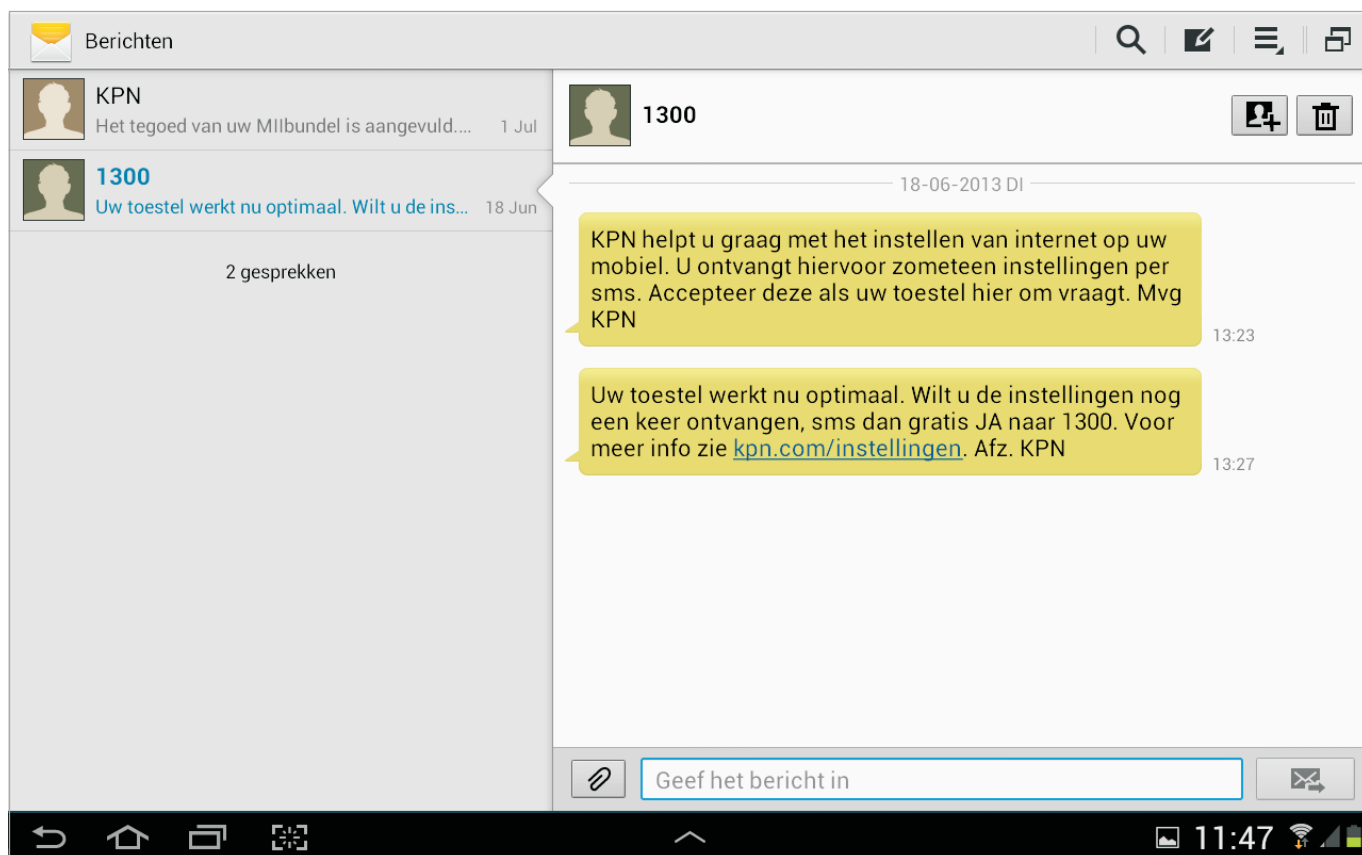 Berichten
KPN
Het tegoed van uw MIIbundel is aangevuld.... 1 Jul
1300
Uw toestel werkt nu optimaal. Wilt u de ins... 18 Jun
2 gesprekken
1300
18-06-2013 DI
KPN helpt u graag met het instellen van internet op uw
mobiel. U ontvangt hiervoor zometeen instellingen per
sms. Accepteer deze als uw toestel hier om vraagt. Mvg
KPN
13:23
Uw toestel werkt nu optimaal. Wilt u de instellingen nog
een keer ontvangen, sms dan gratis JA naar 1300. Voor
meer info zie kpn.com/instellingen. Afz. KPN
13:27
Geef het bericht in
11:47